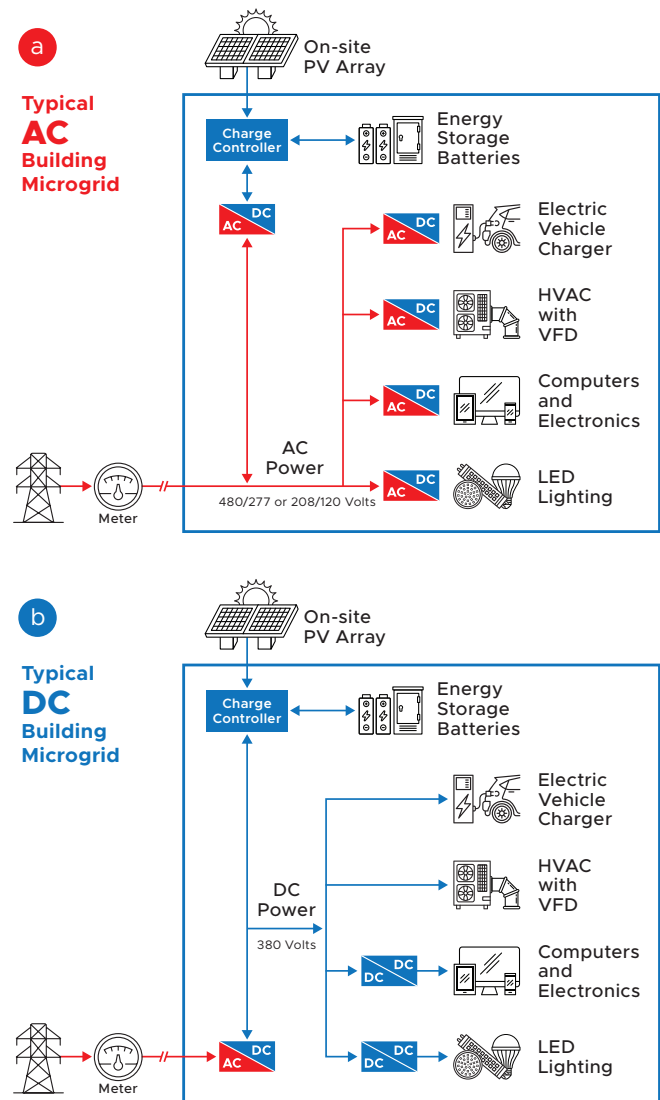 a
Typical
AC
Building
Microgrid
On-site
PV Array
Charge
Controller
Energy
Storage
Batteries
DC
AC
DC
AC
Electric
Vehicle
Charger
DC
AC
HVAC
with
VFD
DC
AC
Computers
and
Electronics
AC
Power
480/277 or 208/120 Volts
DC
AC
LED
Lighting
Meter
b
Typical
DC
Building
Microgrid
On-site
PV Array
Charge
Controller
Energy
Storage
Batteries
Electric
Vehicle
Charger
HVAC
with
VFD
DC
Power
380 Volts
DC
DC
Computers
and
Electronics
DC
AC
DC
DC
LED
Lighting
Meter